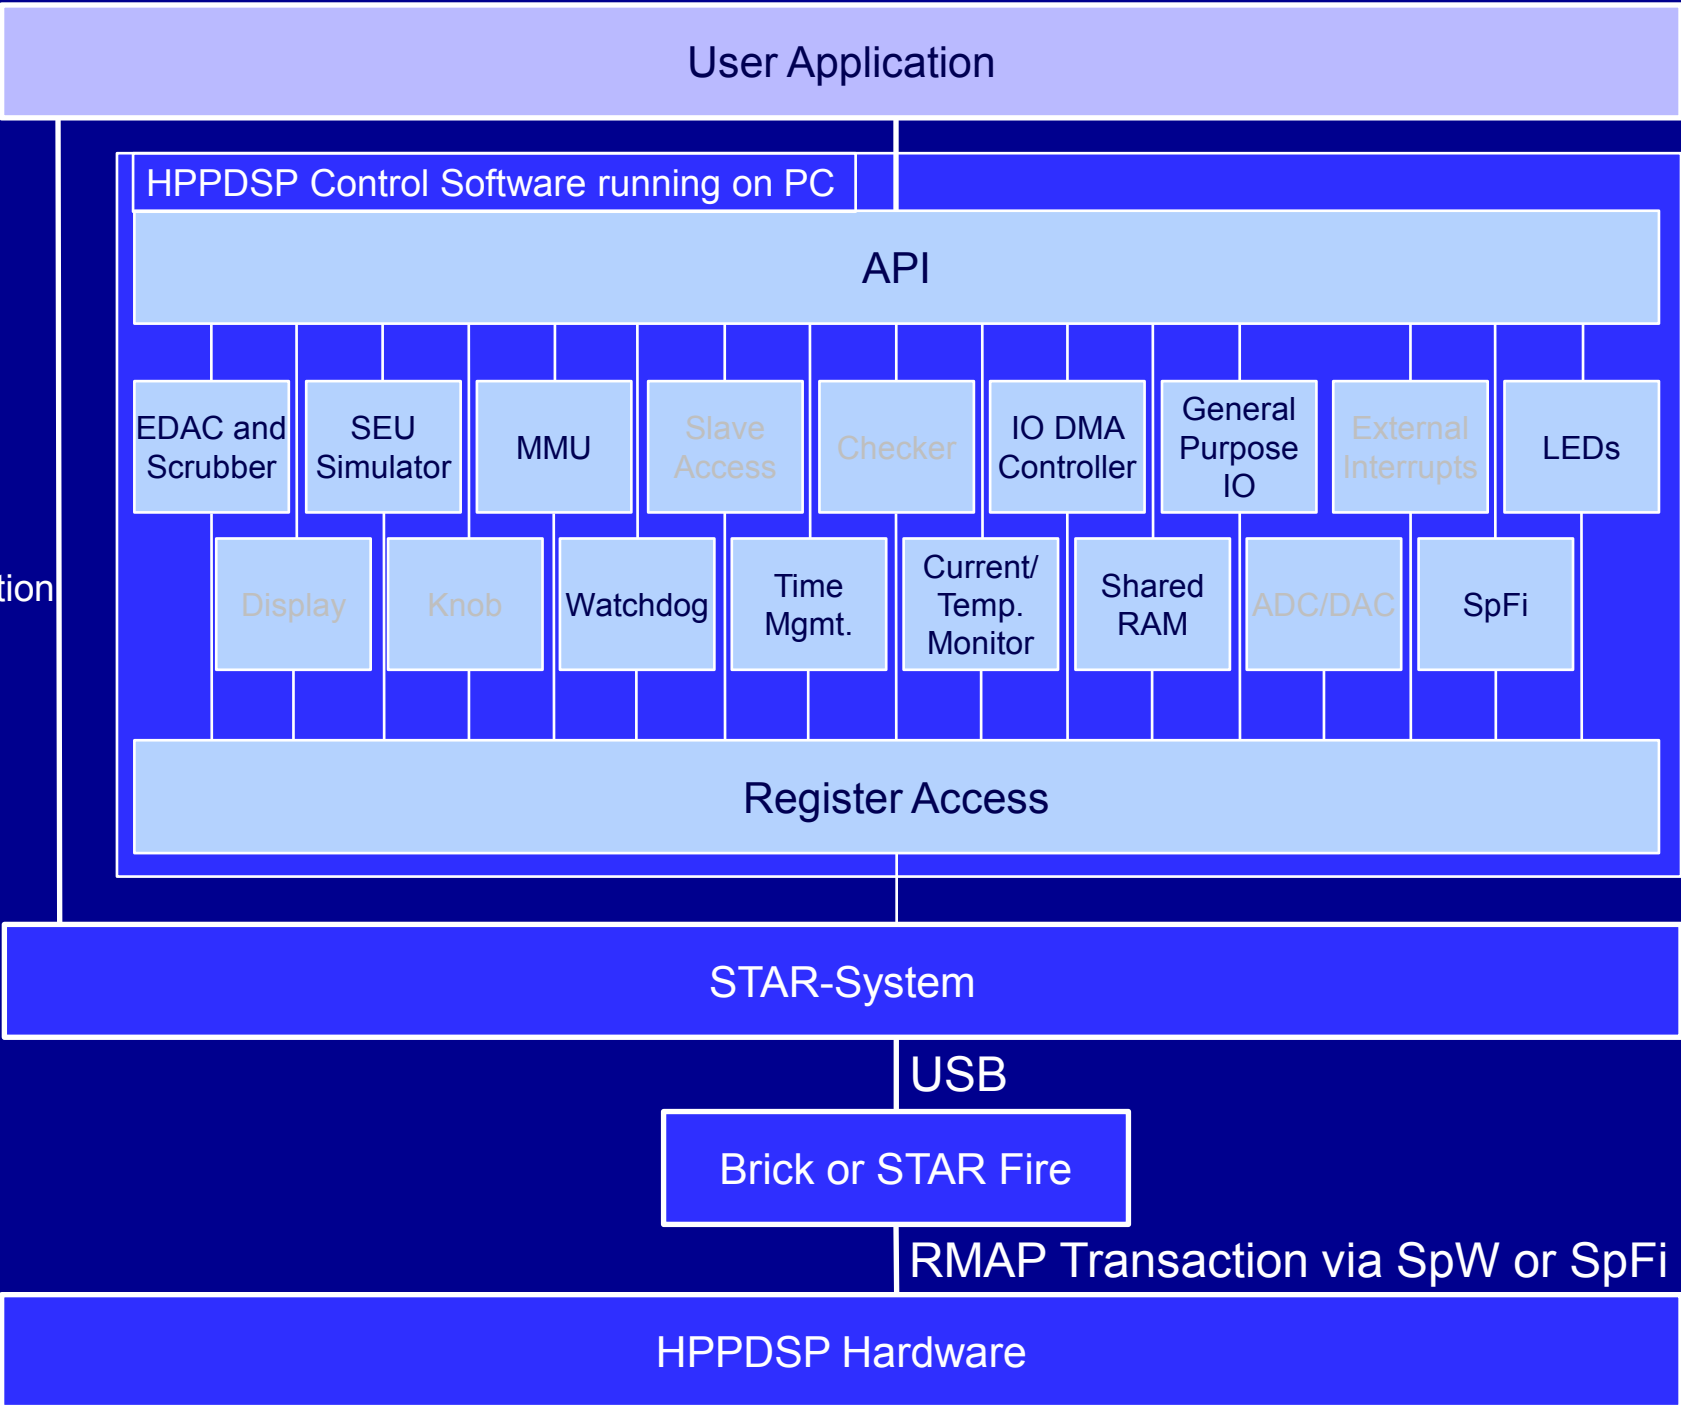 User Application
HPPDSP Control Software running on PC
API
EDAC and
Scrubber
SEU
Simulator
MMU
Slave
Access
Checker
IO DMA
Controller
General
Purpose
IO
External
Interrupts
LEDs
tion
Display
Knob
Watchdog
Time
Mgmt.
Current/
Temp.
Monitor
Shared
RAM
ADC/DAC
SpFi
Register Access
STAR-System
USB
Brick or STAR Fire
RMAP Transaction via SpW or SpFi
HPPDSP Hardware